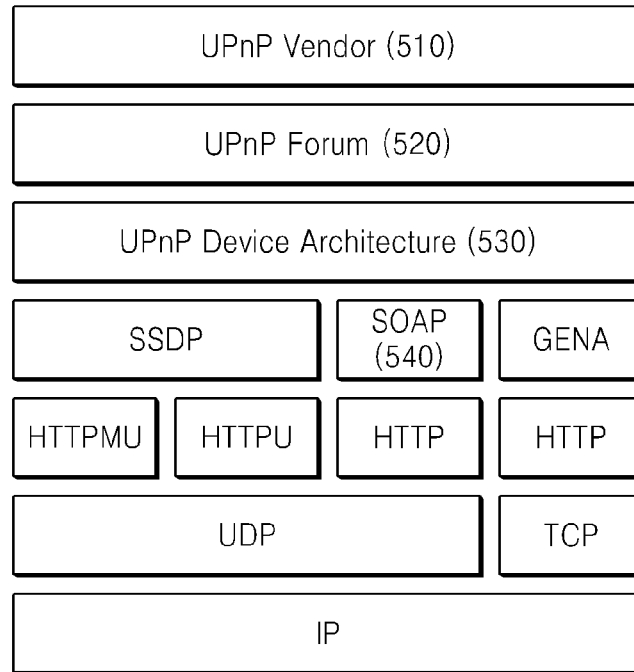 UPnP Vendor (510)
UPnP Forum (520)
UPnP Device Architecture (530)
SSDP
SOAP
(540)
GENA
HTTPMU
HTTPU
HTTP
HTTP
UDP
TCP
IP